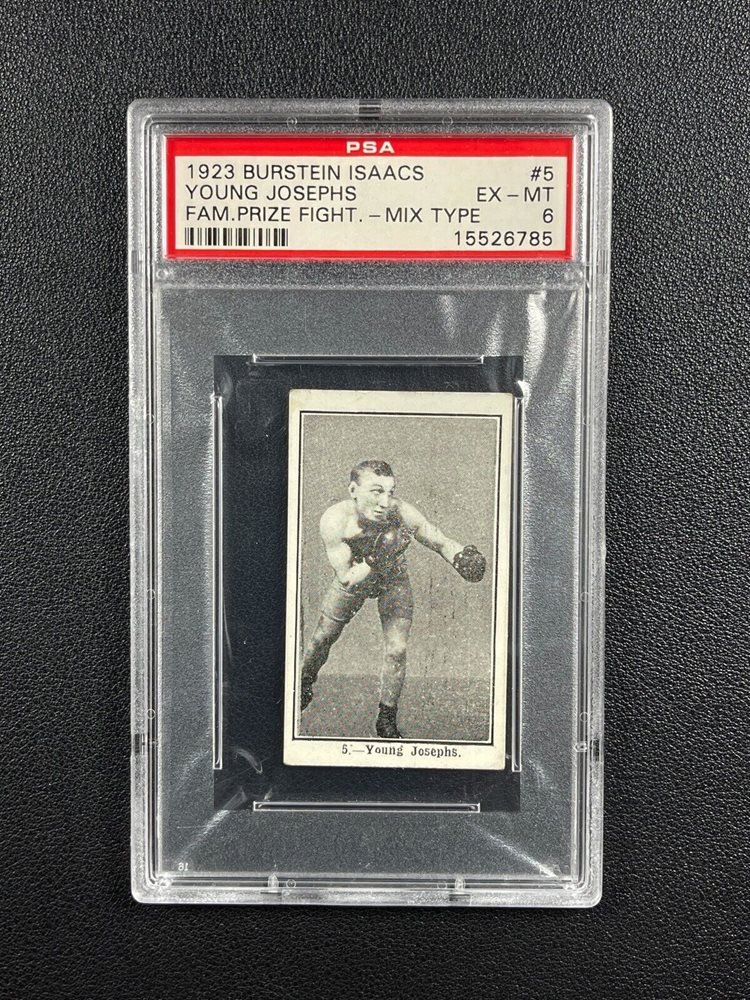 PSA
1923 BURSTEIN ISAACS #5
YOUNG JOSEPHS EX-MT
FAM.PRIZE FIGHT.-MIX TYPE 6
15526785
5.—Young Josephs.
16